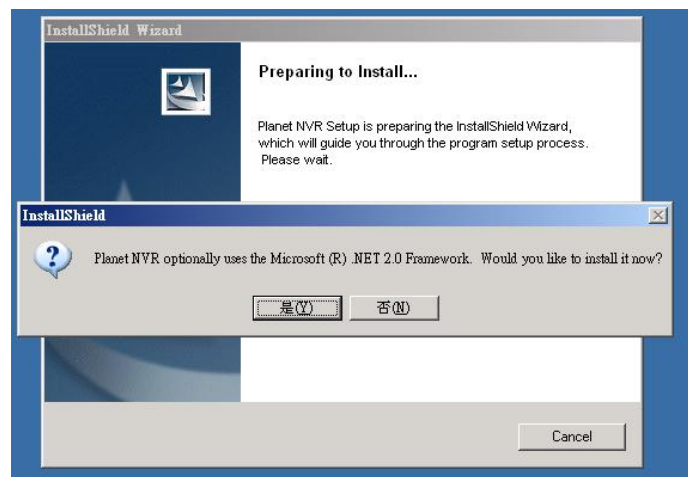 InstallShield Wizard
Preparing to Install...
Planet NVR Setup is preparing the InstallShield Wizard,
which will guide you through the program setup process.
Please wait.
InstallShield
Planet NVR optionally uses the Microsoft (R) .NET 2.0 Framework. Would you like to install it now?
是(Y) 否(N)
Cancel